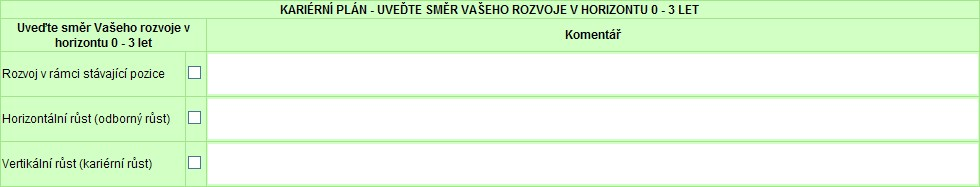 KARIÉRNÍ PLÁN - UVEĎTE SMĚR VAŠEHO ROZVOJE V HORIZONTU 0 - 3 LET
Uveďte směr Vašeho rozvoje v
horizontu 0 - 3 let
Komentář
Rozvoj v rámci stávající pozice
Horizontální růst (odborný růst)
Vertikální růst (kariérní růst)